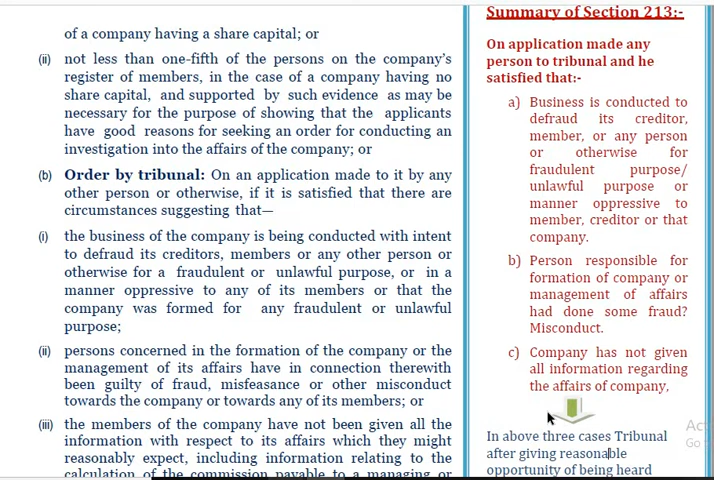 of a company having a share capital; or
(ii) not less than one-fifth of the persons on the company's
register of members, in the case of a company having no
share capital, and supported by such evidence as may be
necessary for the purpose of showing that the applicants
have good reasons for seeking an order for conducting an
investigation into the affairs of the company; or
(b) Order by tribunal: On an application made to it by any
other person or otherwise, if it is satisfied that there are
circumstances suggesting that—
(i) the business of the company is being conducted with intent
to defraud its creditors, members or any other person or
otherwise for a fraudulent or unlawful purpose, or in a
manner oppressive to any of its members or that the
company was formed for any fraudulent or unlawful
purpose;
(ii) persons concerned in the formation of the company or the
management of its affairs have in connection therewith
been guilty of fraud, misfeasance or other misconduct
towards the company or towards any of its members; or
(iii) the members of the company have not been given all the
information with respect to its affairs which they might
reasonably expect, including information relating to the
calculation of the commission payable to a managing or
Summary of Section 213:-
On application made any
person to tribunal and he
satisfied that:-
a) Business is conducted to
defraud its creditor,
member, or any person
or otherwise for
fraudulent purpose/
unlawful purpose or
manner oppressive to
member, creditor or that
company.
b) Person responsible for
formation of company or
management of affairs
had done some fraud?
Misconduct.
c) Company has not given
all information regarding
the affairs of company,
In above three cases Tribunal
after giving reasonable
opportunity of being heard